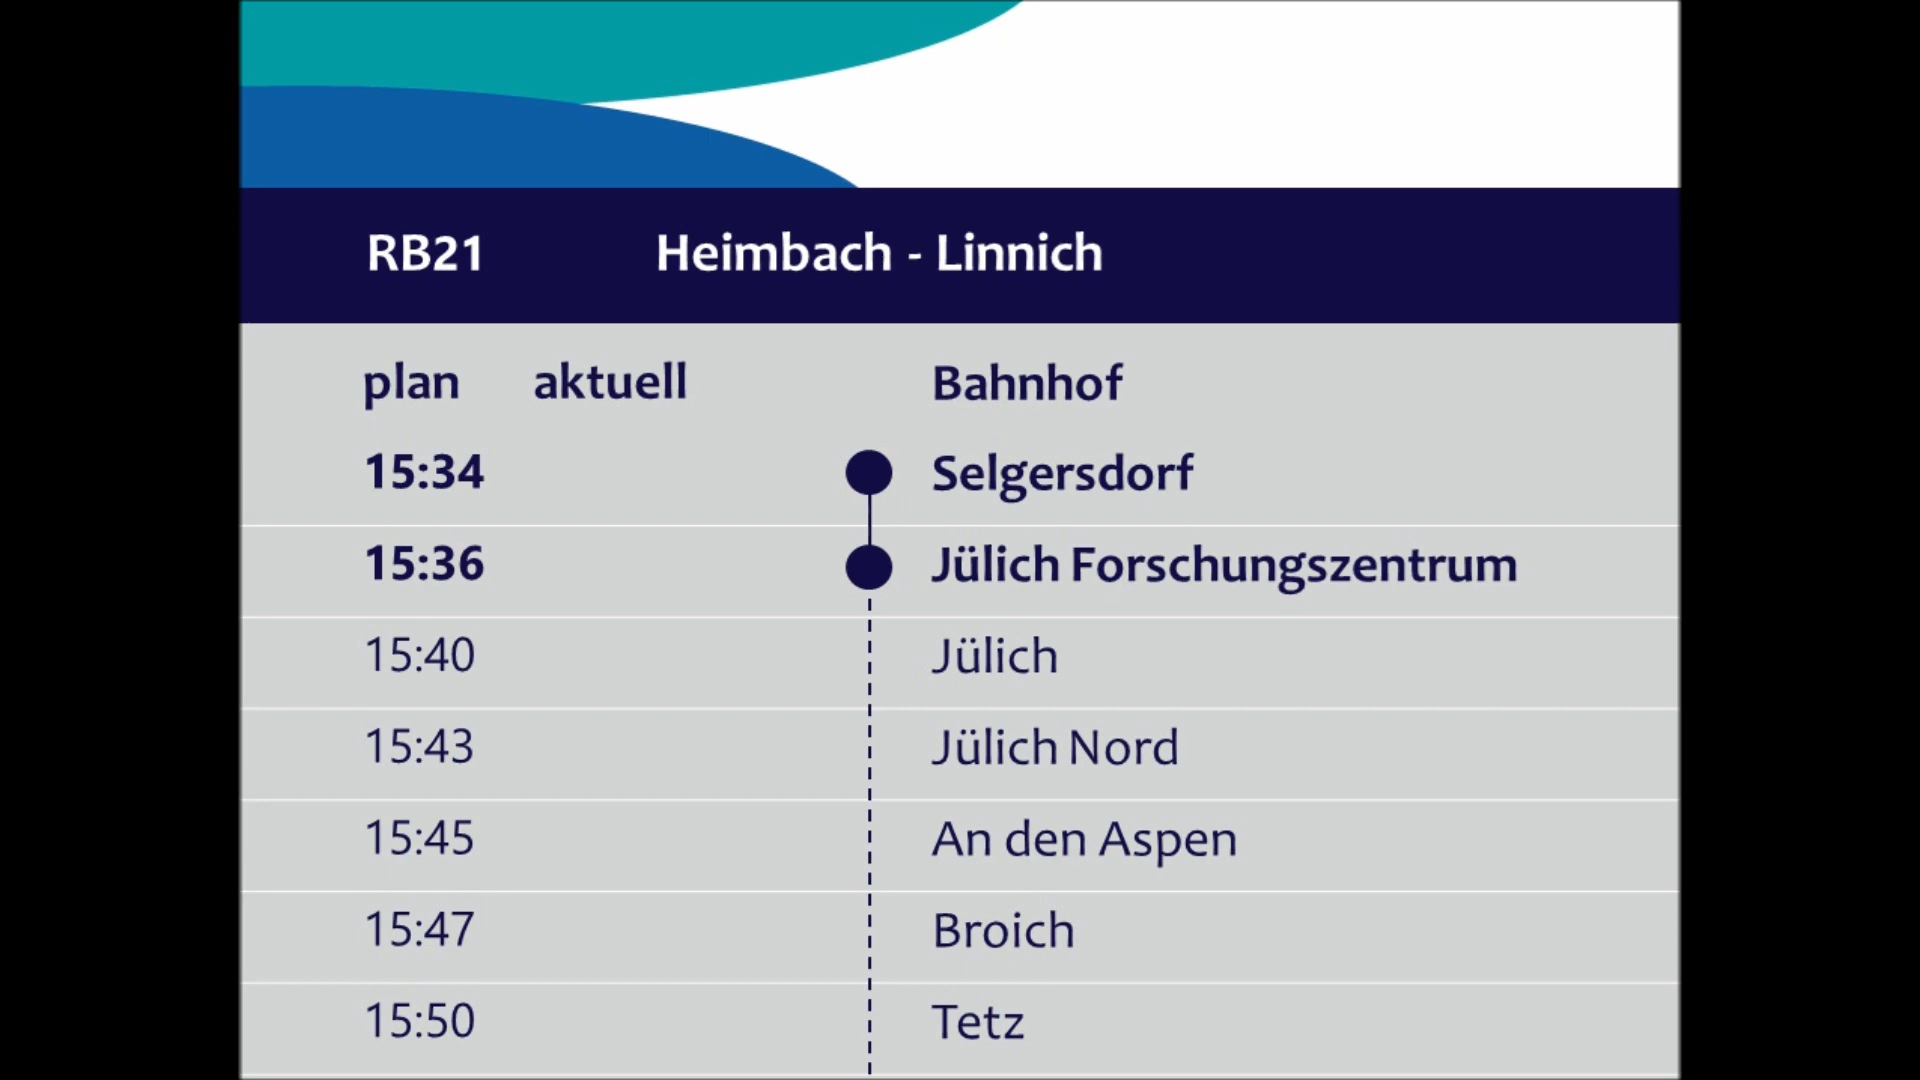 RB21 Heimbach - Linnich
plan aktuell Bahnhof
15:34 Selgersdorf
15:36 Jülich Forschungszentrum
15:40 Jülich
15:43 Jülich Nord
15:45 An den Aspen
15:47 Broich
15:50 Tetz